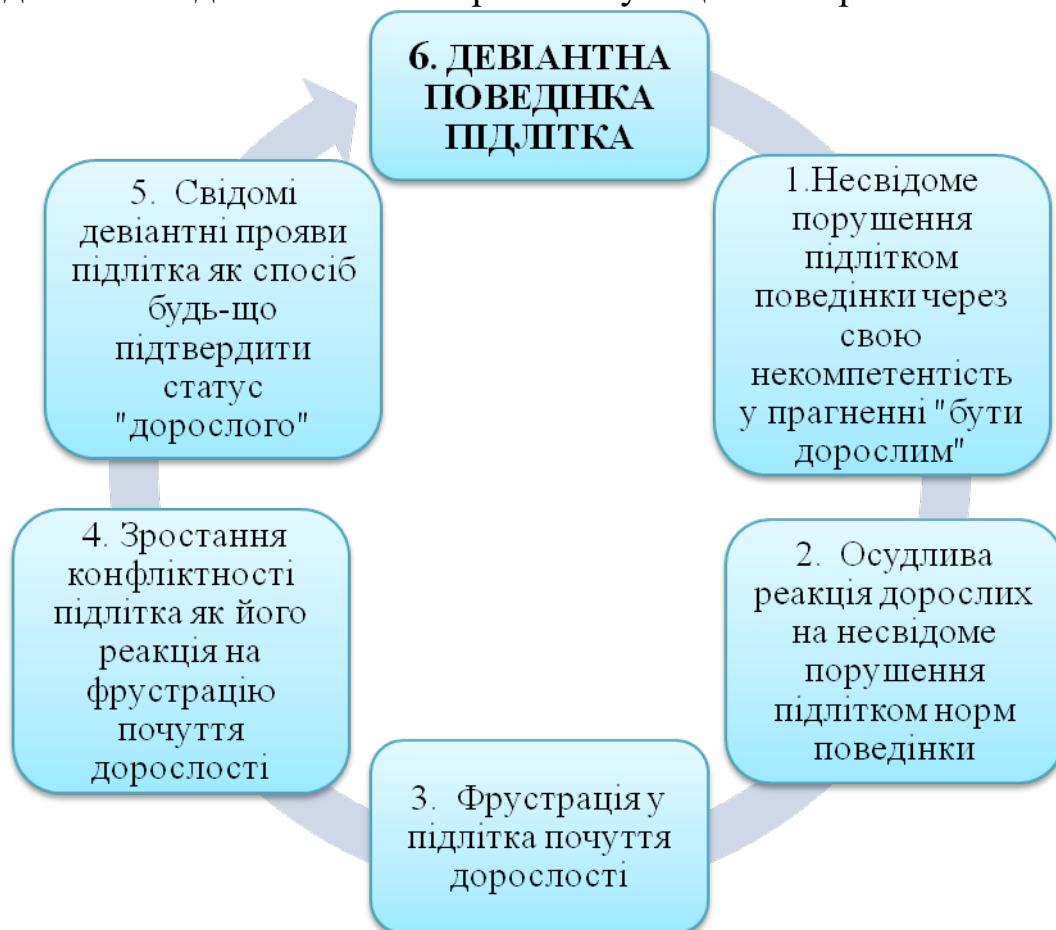 6. ДЕВІАНТНА
ПОВЕДІНКА
ПІДЛІТКА
1.Несвідоме
порушення
підлітком
поведінки через
свою
некомпетентість
у прагненні "бути
дорослим"
2. Осудлива
реакція дорослих
на несвідоме
порушення
підлітком норм
поведінки
3. Фрустрація у
підлітка почуття
дорослості
4. Зростання
конфліктності
підлітка як його
реакція на
фрустрацію
почуття
дорослості
5. Свідомі
девіантні прояви
підлітка як спосіб
будь-що
підтвердити
статус
"дорослого"